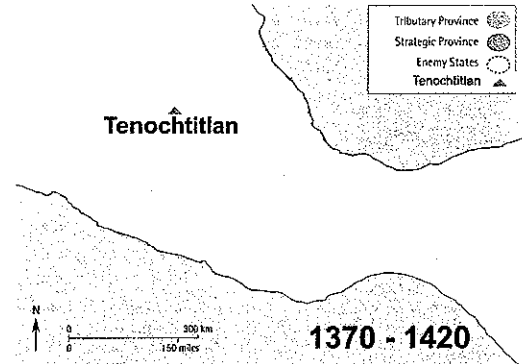 Tributary Province
Strategic Province
Enemy States
Tenochtitlan
Tenochtitlan
N
0 300 km
0 150 miles
1370 - 1420